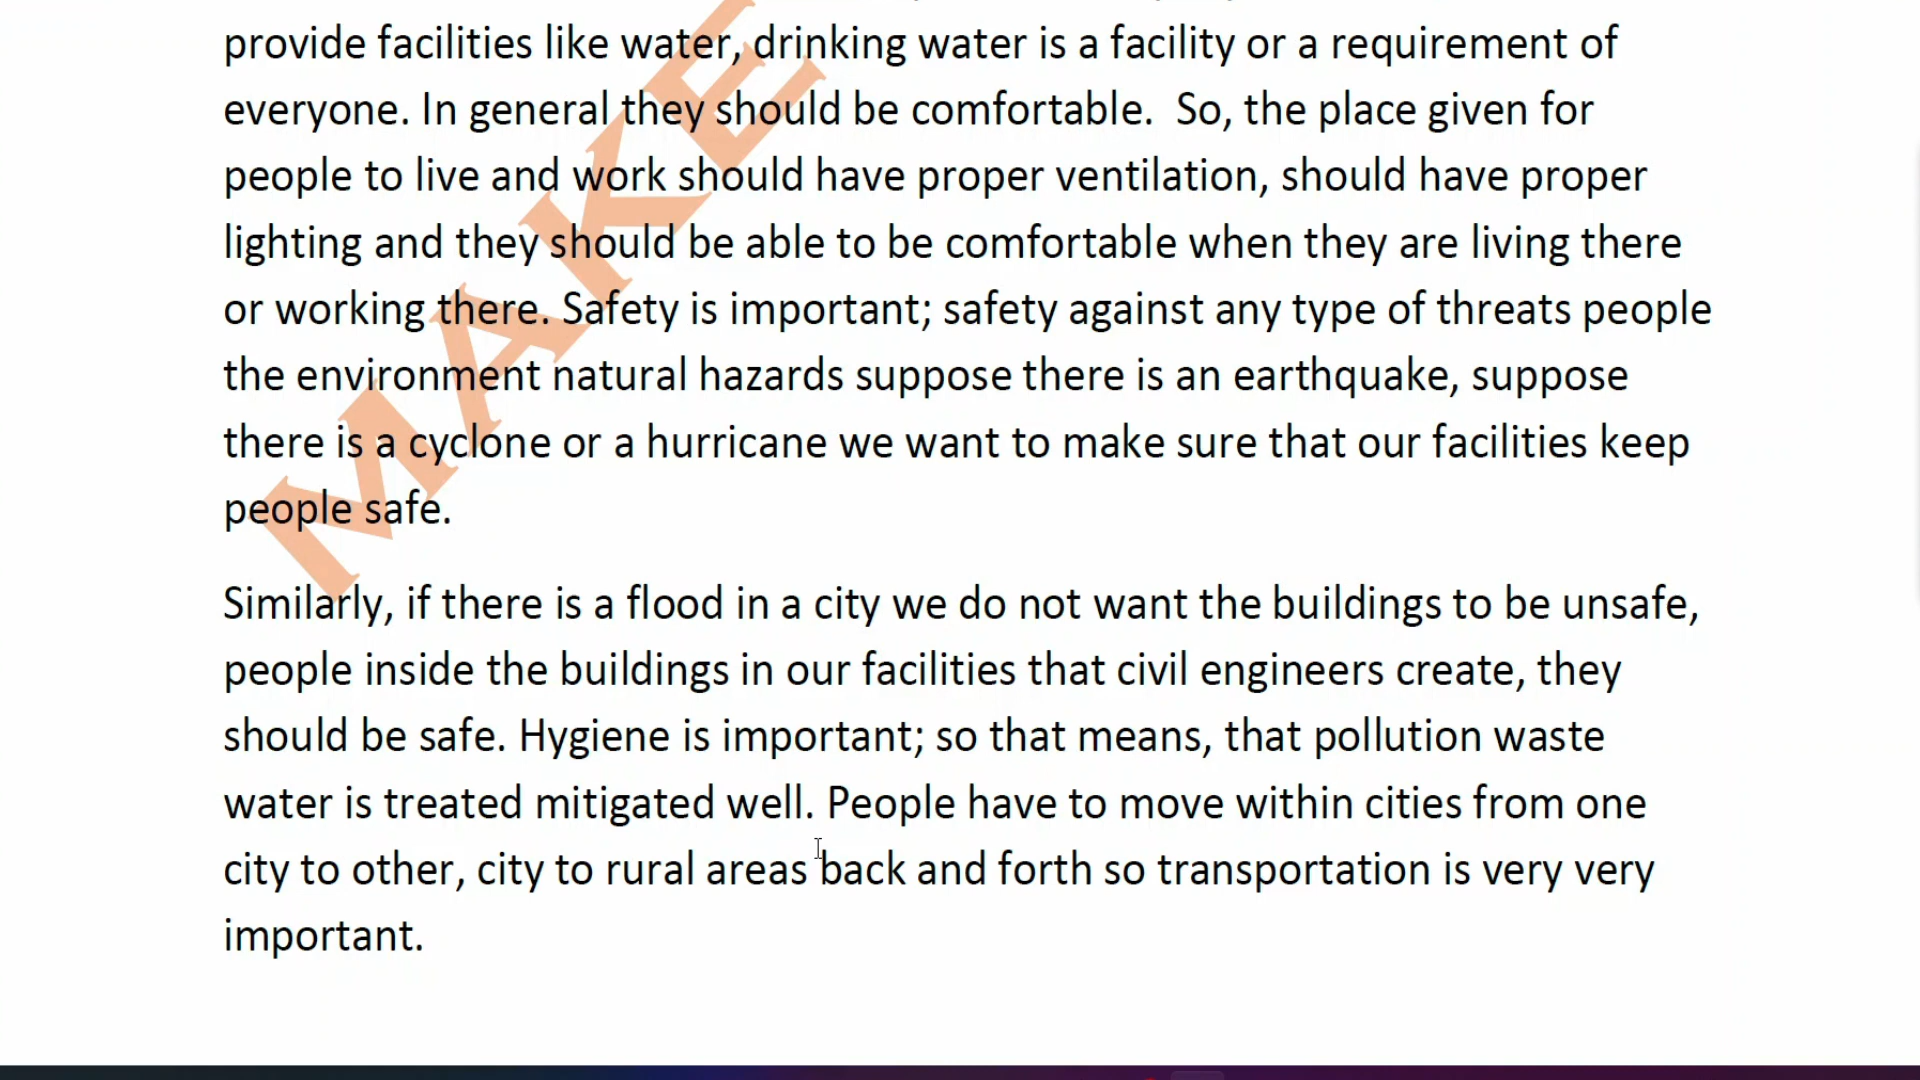 provide facilities like water, drinking water is a facility or a requirement of
everyone. In general they should be comfortable.  So, the place given for
people to live and work should have proper ventilation, should have proper
lighting and they should be able to be comfortable when they are living there
or working there. Safety is important; safety against any type of threats people
the environment natural hazards suppose there is an earthquake, suppose
there is a cyclone or a hurricane we want to make sure that our facilities keep
people safe.
Similarly, if there is a flood in a city we do not want the buildings to be unsafe,
people inside the buildings in our facilities that civil engineers create, they
should be safe. Hygiene is important; so that means, that pollution waste
water is treated mitigated well. People have to move within cities from one
city to other, city to rural areas back and forth so transportation is very very
important.
MAKE